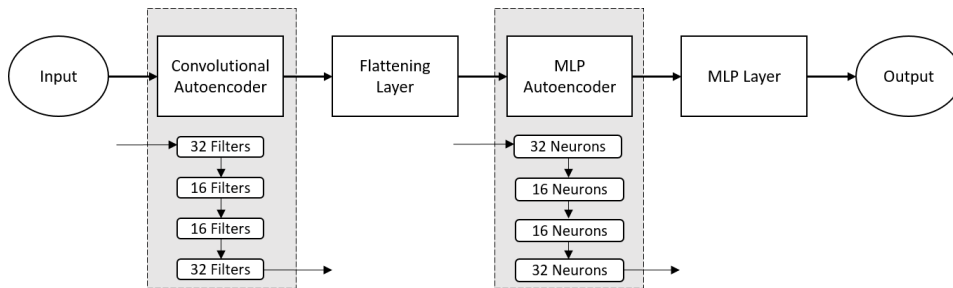 Input
Convolutional
Autoencoder
Flattening
Layer
MLP
Autoencoder
MLP Layer
Output
32 Filters
16 Filters
16 Filters
32 Filters
32 Neurons
16 Neurons
16 Neurons
32 Neurons